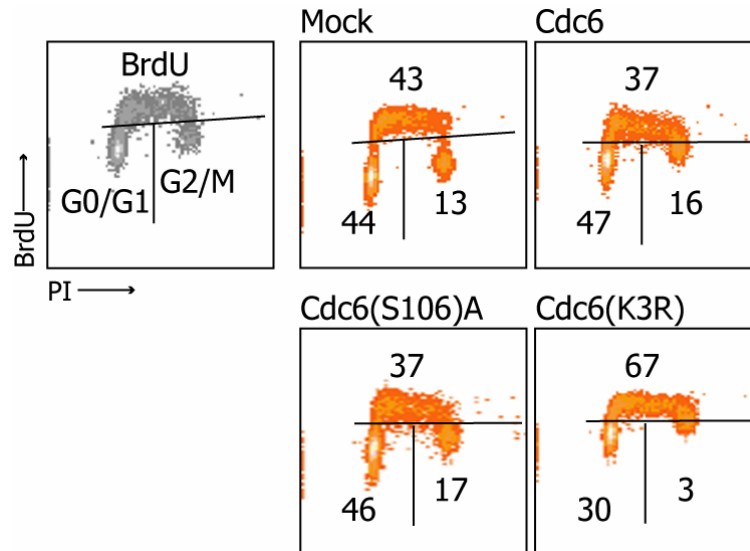 Mock
Cdc6
BrdU
G0/G1
G2/M
BrdU
PI
43
44
13
37
47
16
Cdc6(S106)A
Cdc6(K3R)
37
46
17
67
30
3